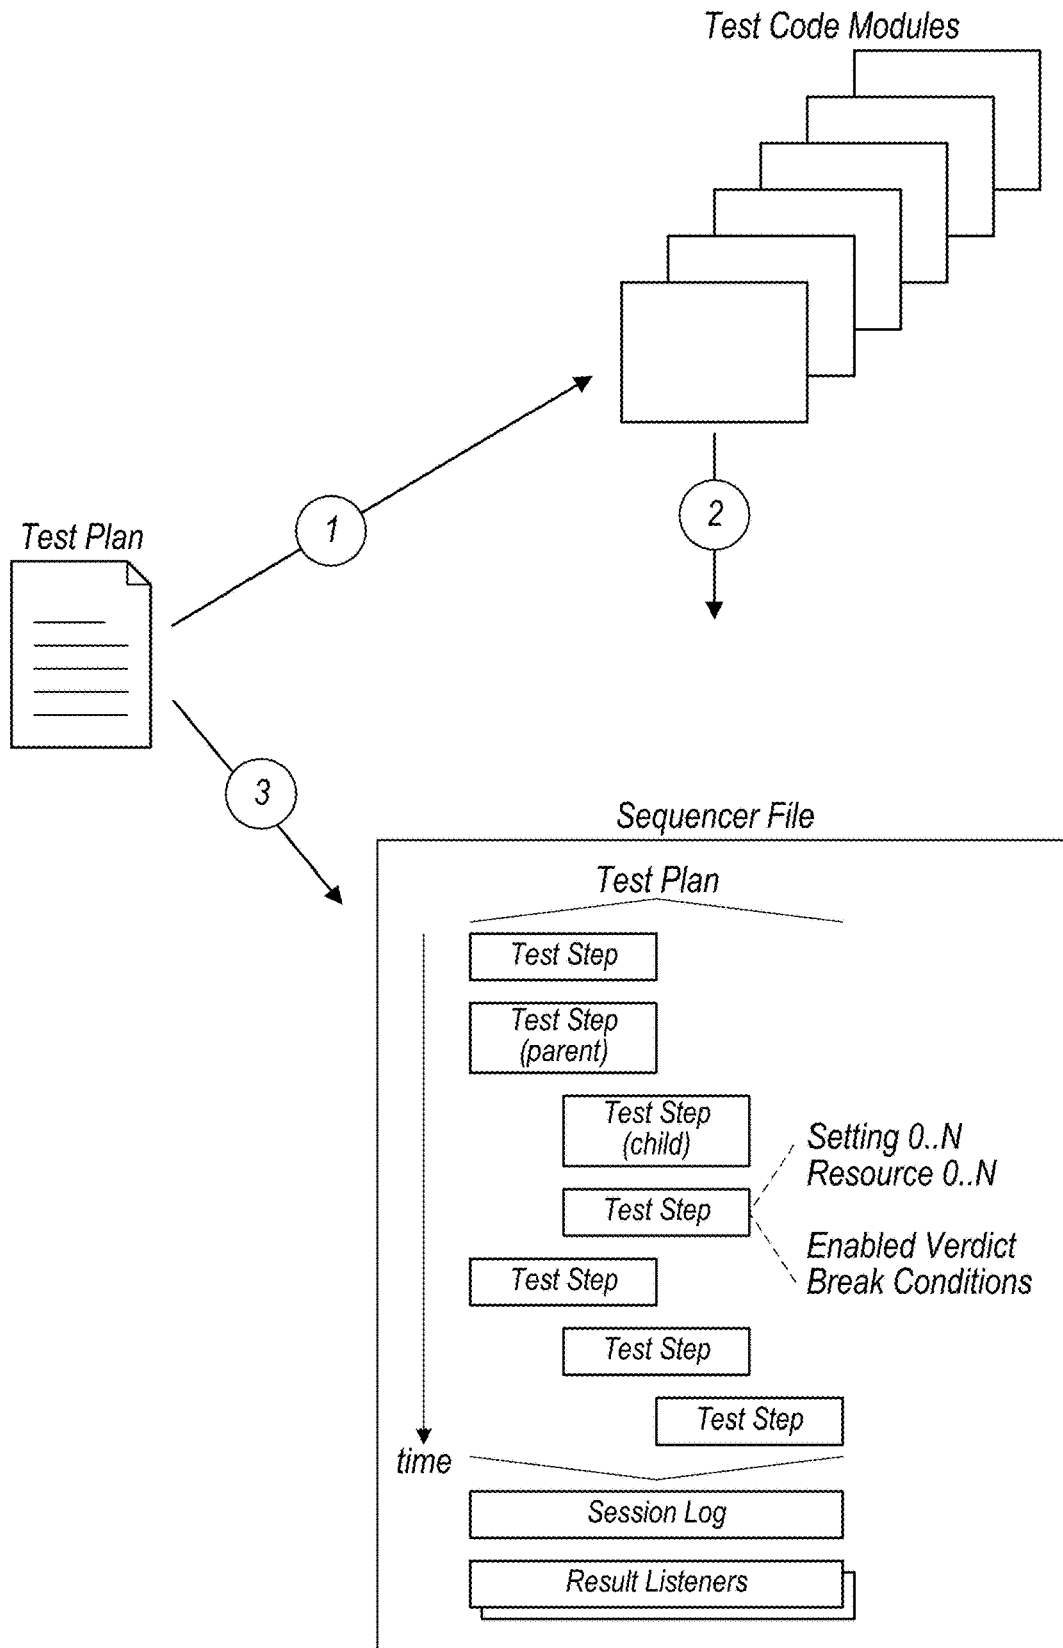 Test Code Modules
1
2
Test Plan
3
Sequencer File
Test Plan
Test Step
Test Step
(parent)
Test Step
(child)
Setting 0..N
Resource 0..N
Test Step
Enabled Verdict
Break Conditions
Test Step
Test Step
Test Step
time
Session Log
Result Listeners